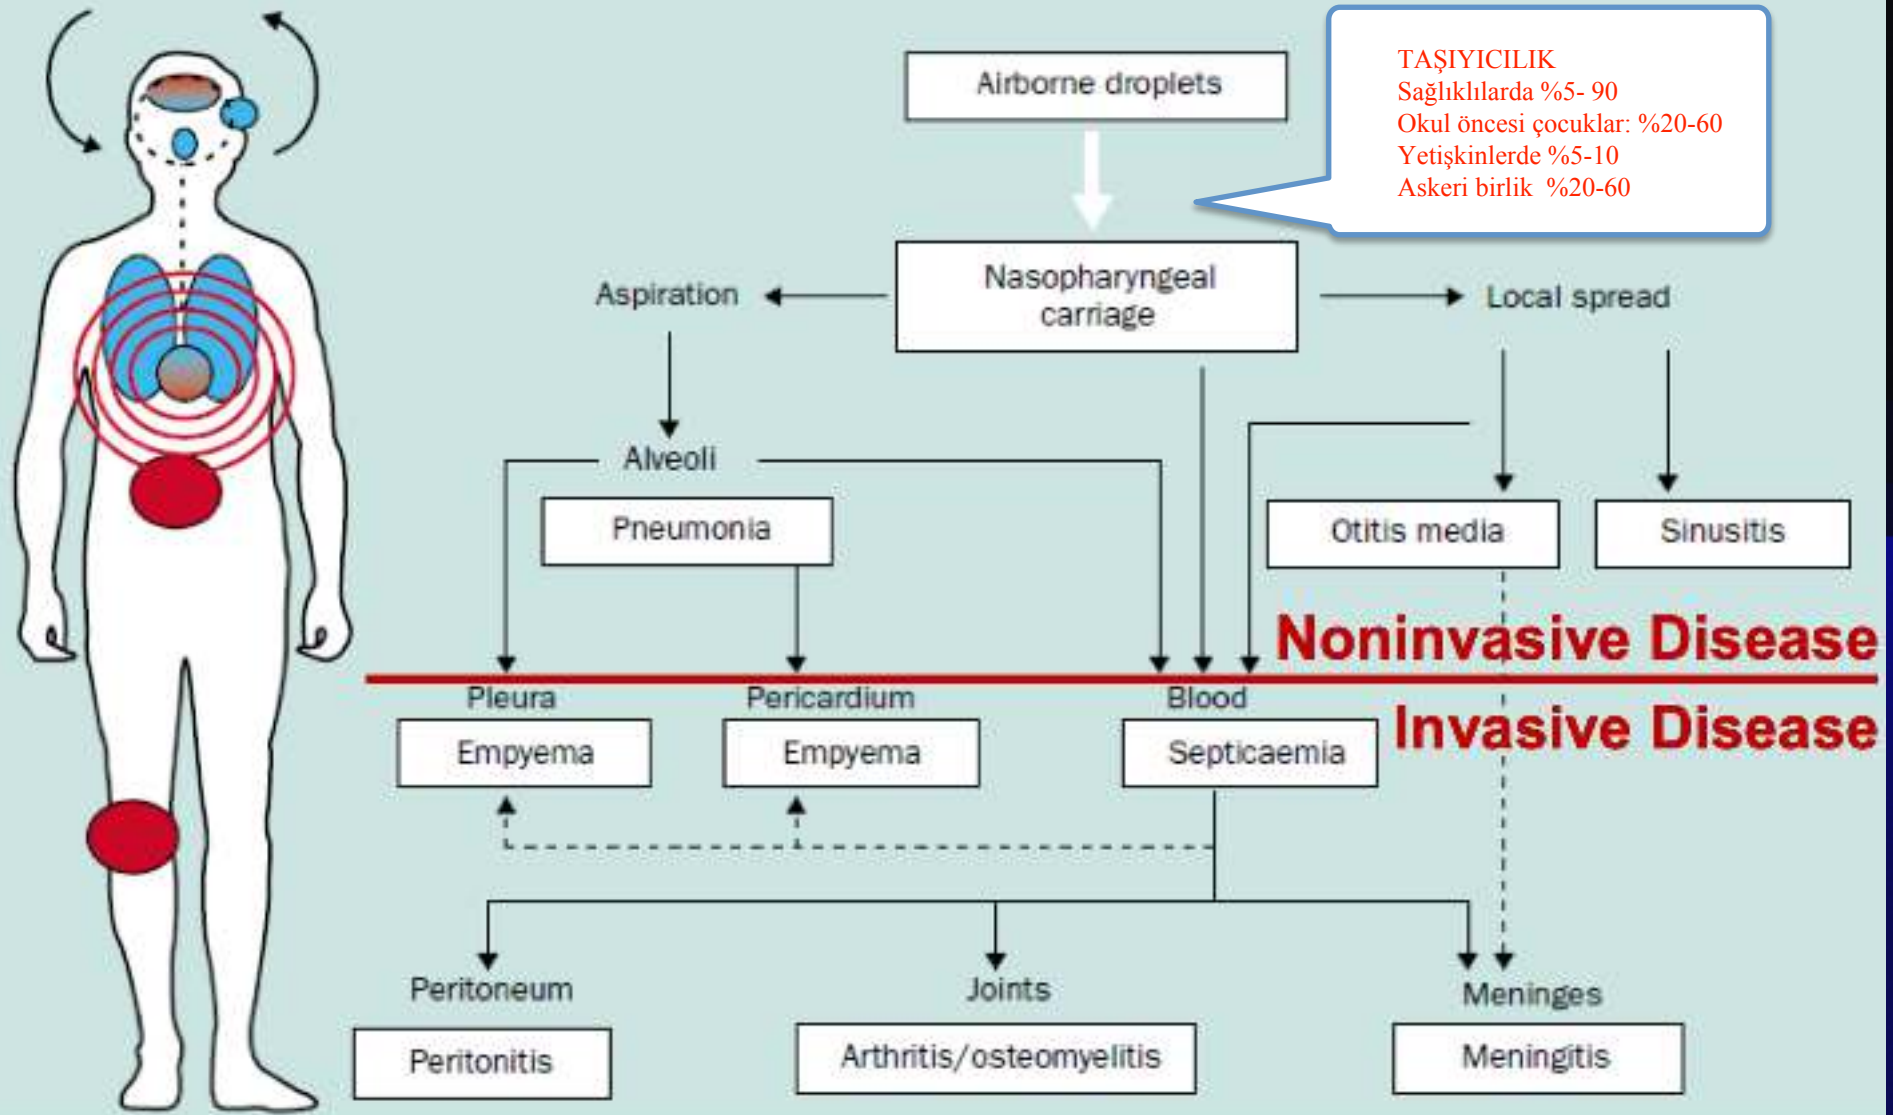 Airborne droplets
TAŞIYICILIK
Sağlıklılarda %5- 90
Okul öncesi çocuklar: %20-60
Yetişkinlerde %5-10
Askeri birlik %20-60
Nasopharyngeal
carriage
Aspiration
Local spread
Alveoli
Pneumonia
Otitis media
Sinusitis
Noninvasive Disease
Pleura
Pericardium
Blood
Invasive Disease
Empyema
Empyema
Septicaemia
Peritoneum
Joints
Meninges
Peritonitis
Arthritis/osteomyelitis
Meningitis